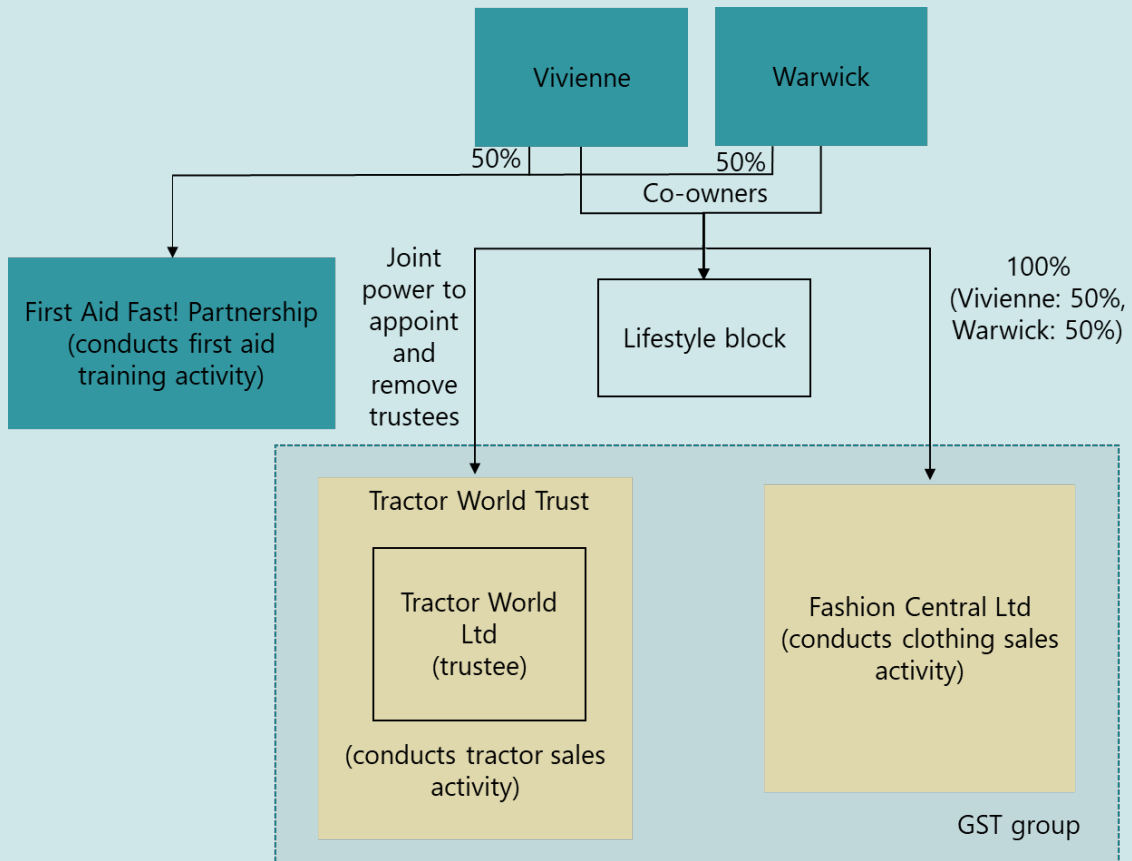 Vivienne
Warwick
50%
50%
Co-owners
First Aid Fast! Partnership
(conducts first aid
training activity)
Joint
power to
appoint
and
remove
trustees
Lifestyle block
100%
(Vivienne: 50%,
Warwick: 50%)
Tractor World Trust
Tractor World
Ltd
(trustee)
(conducts tractor sales
activity)
Fashion Central Ltd
(conducts clothing sales
activity)
GST group